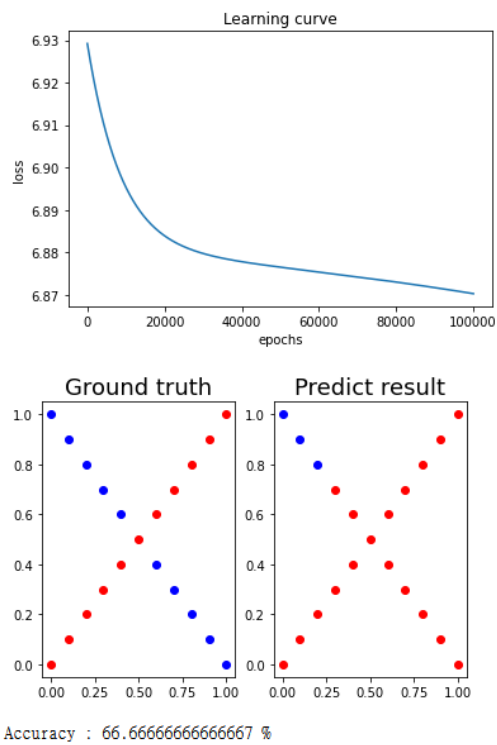 Learning curve
6.93
6.92
6.91
6.90
6.89
6.88
6.87
loss
0 20000 40000 60000 80000 100000
epochs
Ground truth Predict result
1.0 1.0
0.8 0.8
0.6 0.6
0.4 0.4
0.2 0.2
0.0 0.0
0.00 0.25 0.50 0.75 1.00 0.00 0.25 0.50 0.75 1.00
Accuracy : 66.66666666666667 %